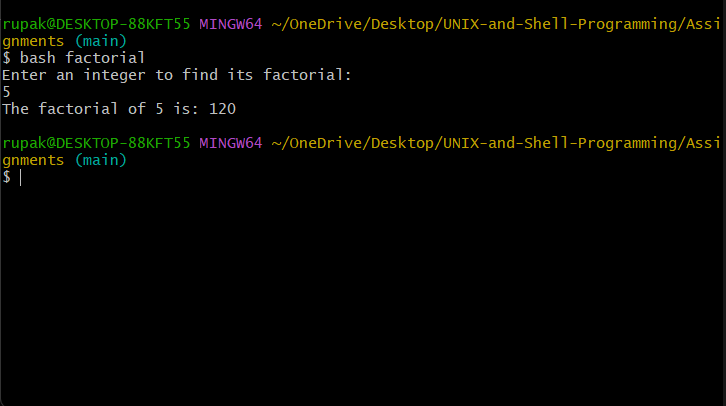 rupak@DESKTOP-88KFT55 MINGW64 ~/OneDrive/Desktop/UNIX-and-Shell-Programming/Assi
gnments (main)
$ bash factorial
Enter an integer to find its factorial:
5
The factorial of 5 is: 120
rupak@DESKTOP-88KFT55 MINGW64 ~/OneDrive/Desktop/UNIX-and-Shell-Programming/Assi
gnments (main)
$